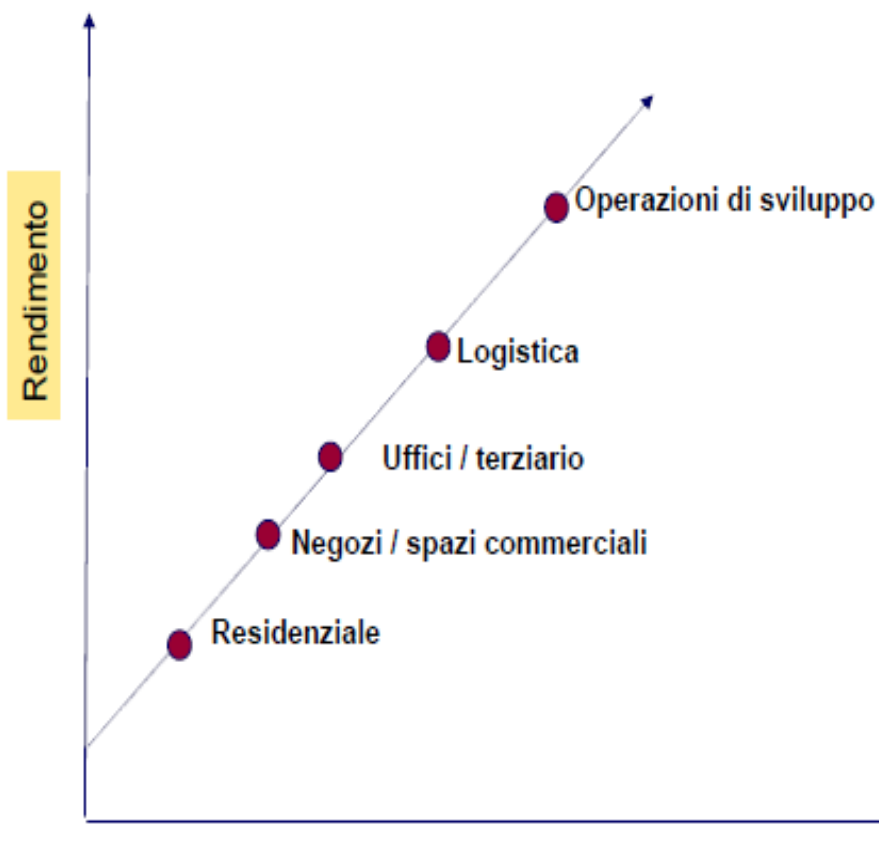 Rendimento
Operazioni di sviluppo
Logistica
Uffici / terziario
Negozi / spazi commerciali
Residenziale